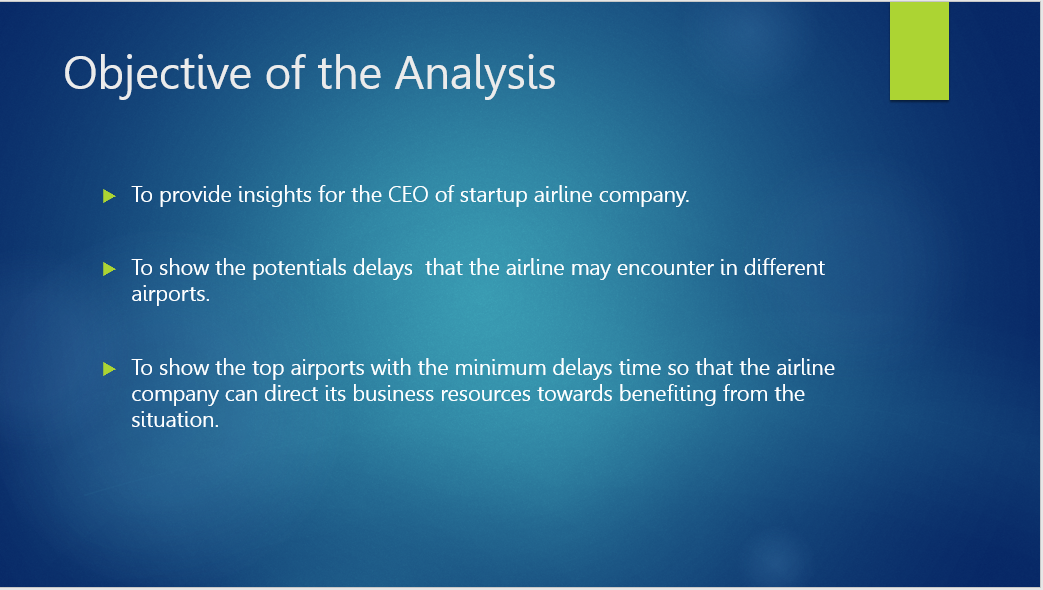 Objective of the Analysis
To provide insights for the CEO of startup airline company.
To show the potentials delays  that the airline may encounter in different
airports.
To show the top airports with the minimum delays time so that the airline
company can direct its business resources towards benefiting from the
situation.